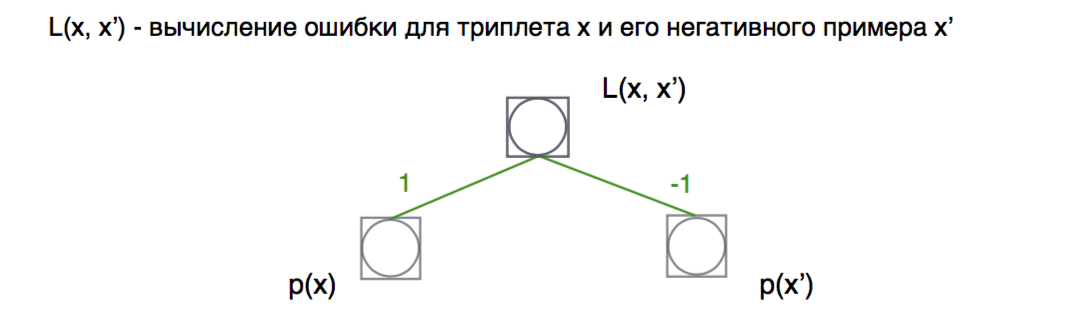 L(x, x’) - вычисление ошибки для триплета x и его негативного примера x’
L(x, x’)
1
-1
p(x)
p(x’)